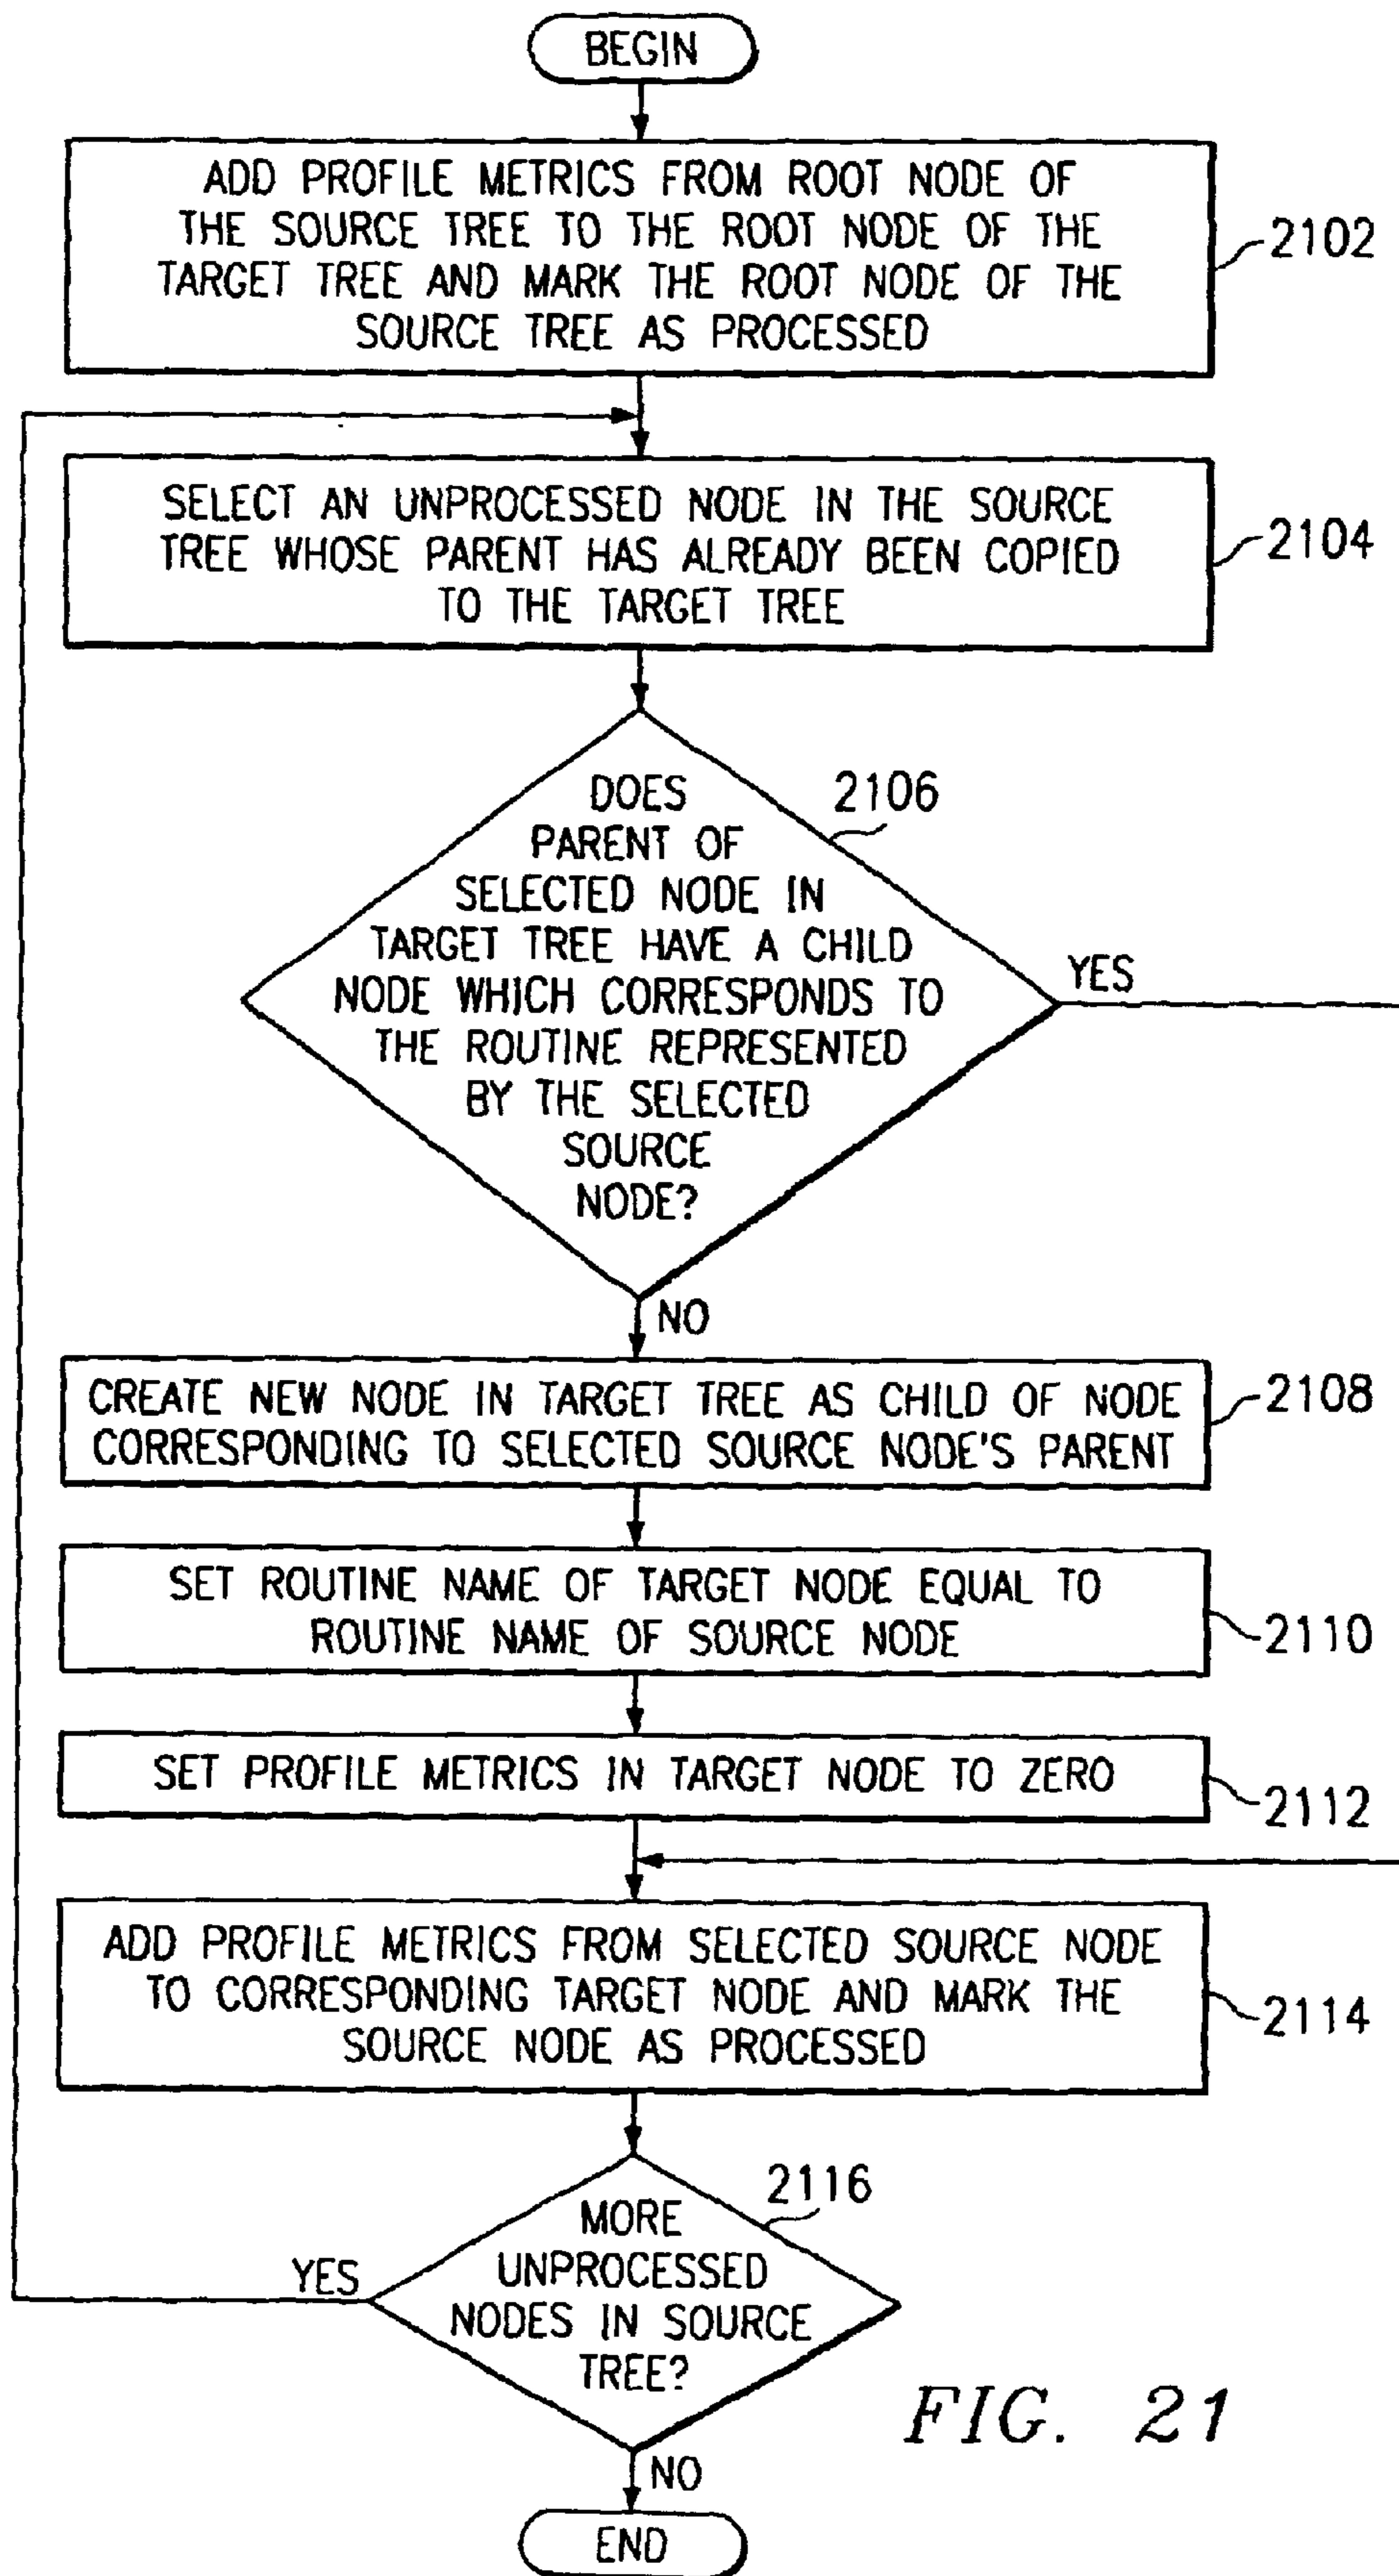 BEGIN
ADD PROFILE METRICS FROM ROOT NODE OF
THE SOURCE TREE TO THE ROOT NODE OF THE
TARGET TREE AND MARK THE ROOT NODE OF THE
SOURCE TREE AS PROCESSED
2102
SELECT AN UNPROCESSED NODE IN THE SOURCE
TREE WHOSE PARENT HAS ALREADY BEEN COPIED
TO THE TARGET TREE
2104
DOES
PARENT OF
SELECTED NODE IN
TARGET TREE HAVE A CHILD
NODE WHICH CORRESPONDS TO
THE ROUTINE REPRESENTED
BY THE SELECTED
SOURCE
NODE?
2106
YES
NO
CREATE NEW NODE IN TARGET TREE AS CHILD OF NODE
CORRESPONDING TO SELECTED SOURCE NODE'S PARENT
2108
SET ROUTINE NAME OF TARGET NODE EQUAL TO
ROUTINE NAME OF SOURCE NODE
2110
SET PROFILE METRICS IN TARGET NODE TO ZERO
2112
ADD PROFILE METRICS FROM SELECTED SOURCE NODE
TO CORRESPONDING TARGET NODE AND MARK THE
SOURCE NODE AS PROCESSED
2114
MORE
UNPROCESSED
NODES IN SOURCE
TREE?
2116
YES
NO
END
FIG. 21